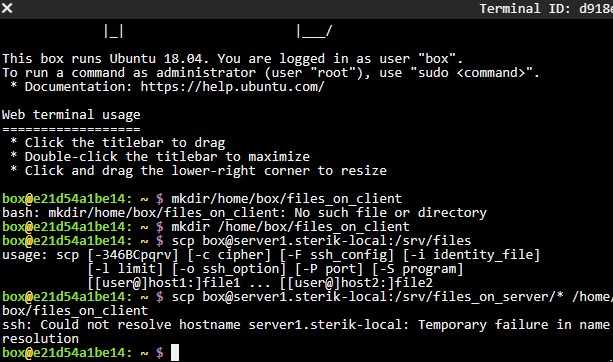 × Terminal ID: d918e
|_| |___/
This box runs Ubuntu 18.04. You are logged in as user "box".
To run a command as administrator (user "root"), use "sudo <command>".
* Documentation: https://help.ubuntu.com/
Web terminal usage
==================
* Click the titlebar to drag
* Double-click the titlebar to maximize
* Click and drag the lower-right corner to resize
box@e21d54a1be14: ~ $ mkdir/home/box/files_on_client
bash: mkdir/home/box/files_on_client: No such file or directory
box@e21d54a1be14: ~ $ mkdir /home/box/files_on_client
box@e21d54a1be14: ~ $ scp box@server1.sterik-local:/srv/files
usage: scp [-346BCpqrv] [-c cipher] [-F ssh_config] [-i identity_file]
[-l limit] [-o ssh_option] [-P port] [-S program]
[[user@]host1:]file1 ... [[user@]host2:]file2
box@e21d54a1be14: ~ $ scp box@server1.sterik-local:/srv/files_on_server/* /home/
box/files_on_client
ssh: Could not resolve hostname server1.sterik-local: Temporary failure in name
resolution
box@e21d54a1be14: ~ $